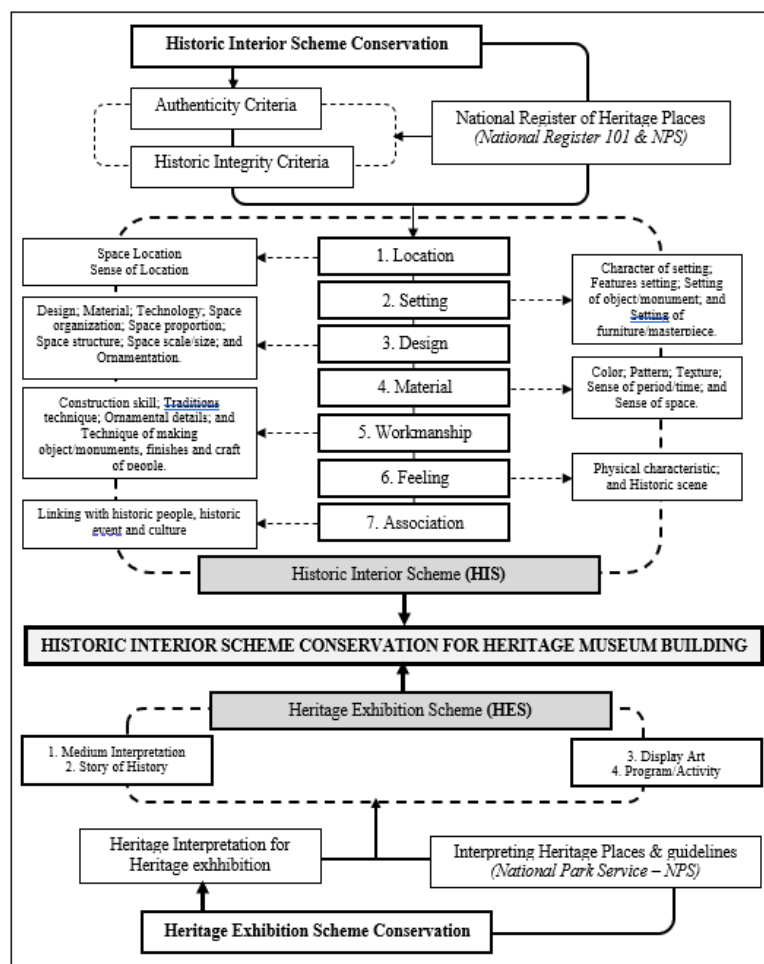 Historic Interior Scheme Conservation
Authenticity Criteria
Historic Integrity Criteria
National Register of Heritage Places
(National Register 101 & NPS)
Space Location
Sense of Location
Design; Material; Technology; Space
organization; Space proportion;
Space structure; Space scale/size; and
Ornamentation.
Construction skill; Traditions
technique; Ornamental details; and
Technique of making
object/monuments, finishes and craft
of people.
Linking with historic people, historic
event and culture
1. Location
2. Setting
3. Design
4. Material
5. Workmanship
6. Feeling
7. Association
Character of setting;
Features setting; Setting
of object/monument; and
Setting of
furniture/masterpiece.
Color; Pattern; Texture;
Sense of period/time; and
Sense of space.
Physical characteristic;
and Historic scene
Historic Interior Scheme (HIS)
HISTORIC INTERIOR SCHEME CONSERVATION FOR HERITAGE MUSEUM BUILDING
Heritage Exhibition Scheme (HES)
1. Medium Interpretation
2. Story of History
3. Display Art
4. Program/Activity
Heritage Interpretation for
Heritage exhhibition
Interpreting Heritage Places & guidelines
(National Park Service – NPS)
Heritage Exhibition Scheme Conservation